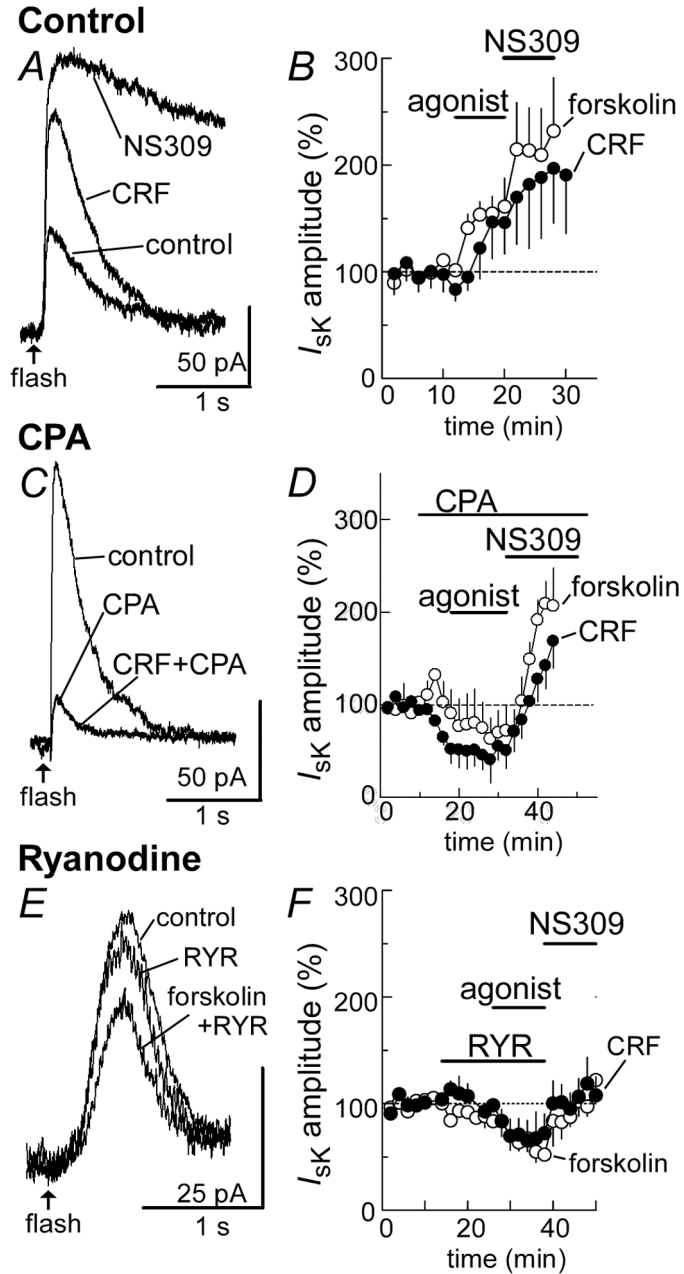 Control
A
NS309
CRF
control
flash
50 pA
1 s
B
NS309
agonist
forskolin
CRF
300
200
100
0
IsK amplitude (%)
0 10 20 30
time (min)
CPA
C
control
CPA
CRF+CPA
flash
50 pA
1 s
D
CPA
NS309
agonist
forskolin
CRF
300
200
100
0
IsK amplitude (%)
0 20 40
time (min)
Ryanodine
E
control
RYR
forskolin
+RYR
flash
25 pA
1 s
F
NS309
agonist
RYR
CRF
forskolin
300
200
100
0
IsK amplitude (%)
0 20 40
time (min)